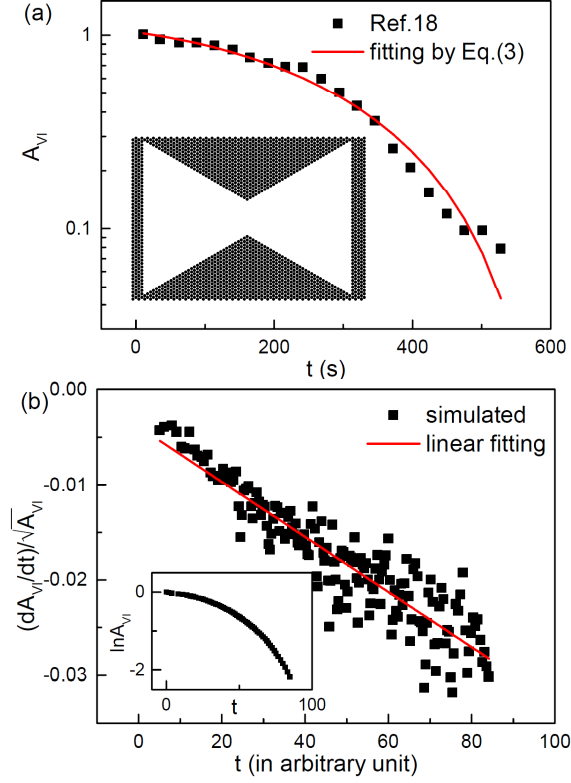 (a)
Ref.18
fitting by Eq.(3)
1
0.1
A_VI
0 200 400 600
t (s)
(b)
simulated
linear fitting
0.00
-0.01
-0.02
-0.03
(dA_VI/dt)/√A_VI
0
-1
-2
lnA_VI
0 100
t
0 20 40 60 80 100
t (in arbitrary unit)